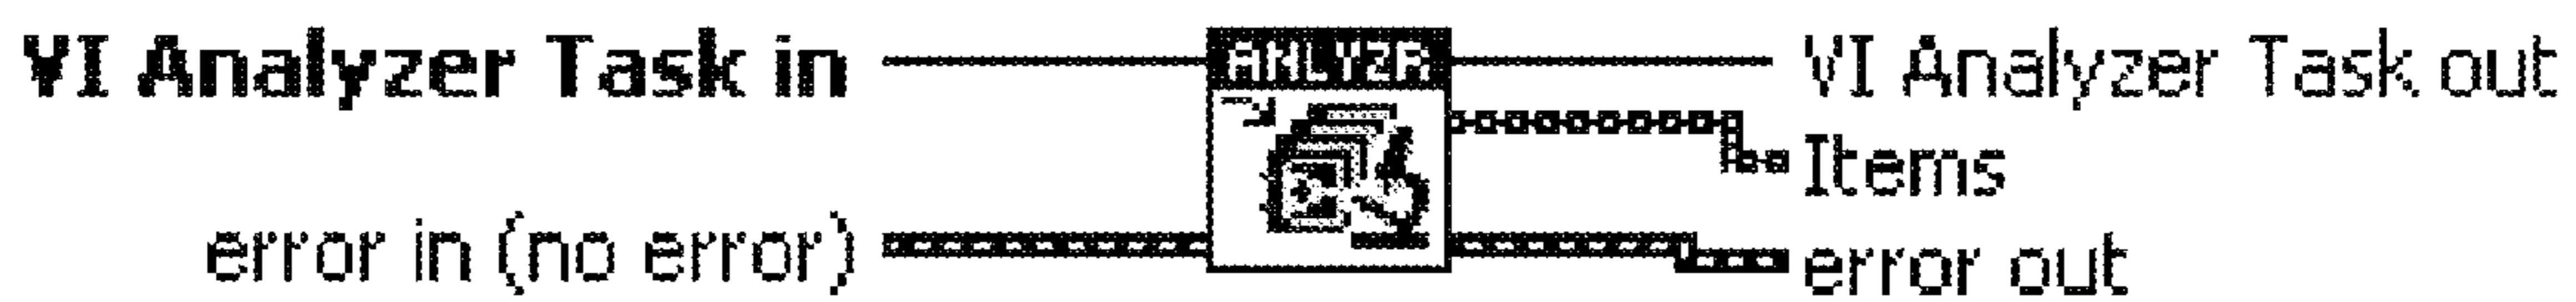 VI Analyzer Task in
ANLYZR
VI Analyzer Task out
Items
error in (no error)
error out